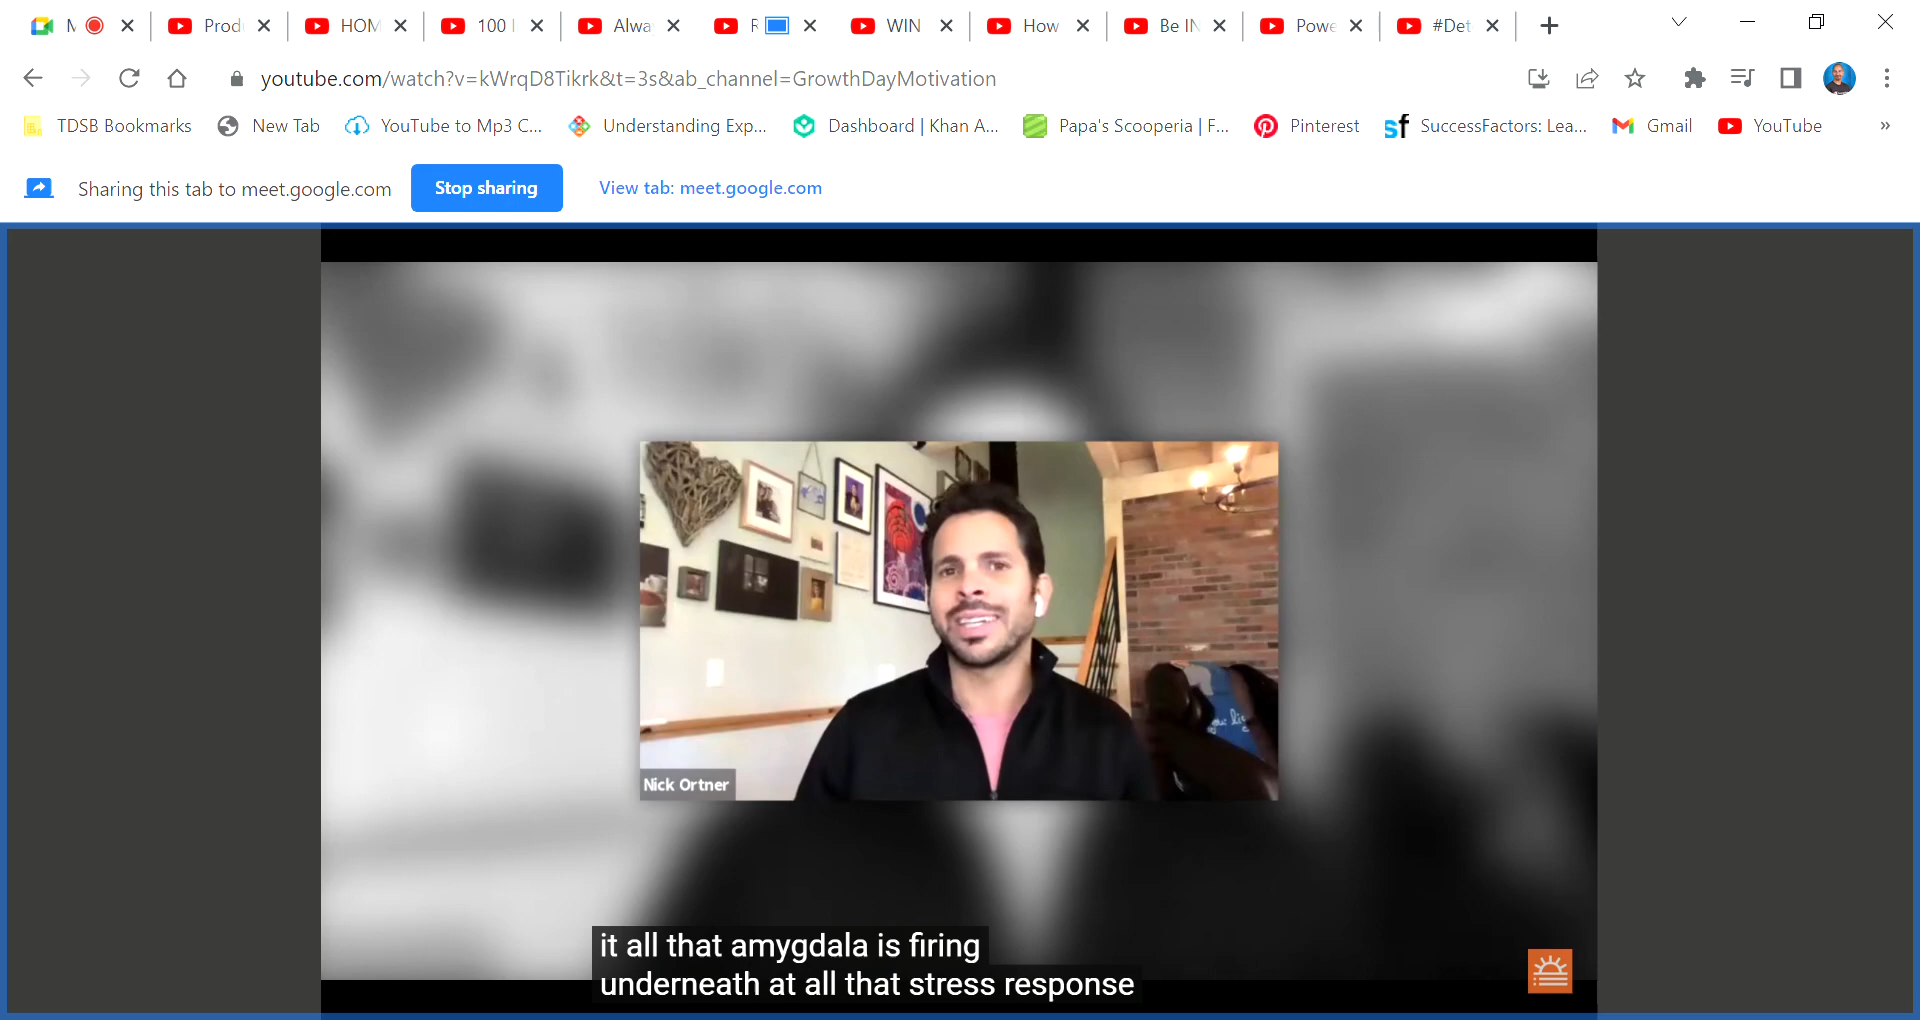 M
Prod
HOM
100
Alwa
R
WIN
How
Be IN
Powe
#Det
youtube.com/watch?v=kWrqD8Tikrk&t=3s&ab_channel=GrowthDayMotivation
TDSB Bookmarks
New Tab
YouTube to Mp3 C...
Understanding Exp...
Dashboard | Khan A...
Papa's Scooperia | F...
Pinterest
sf SuccessFactors: Lea...
Gmail
YouTube
»
Sharing this tab to meet.google.com
Stop sharing
View tab: meet.google.com
Nick Ortner
it all that amygdala is firing
underneath at all that stress response